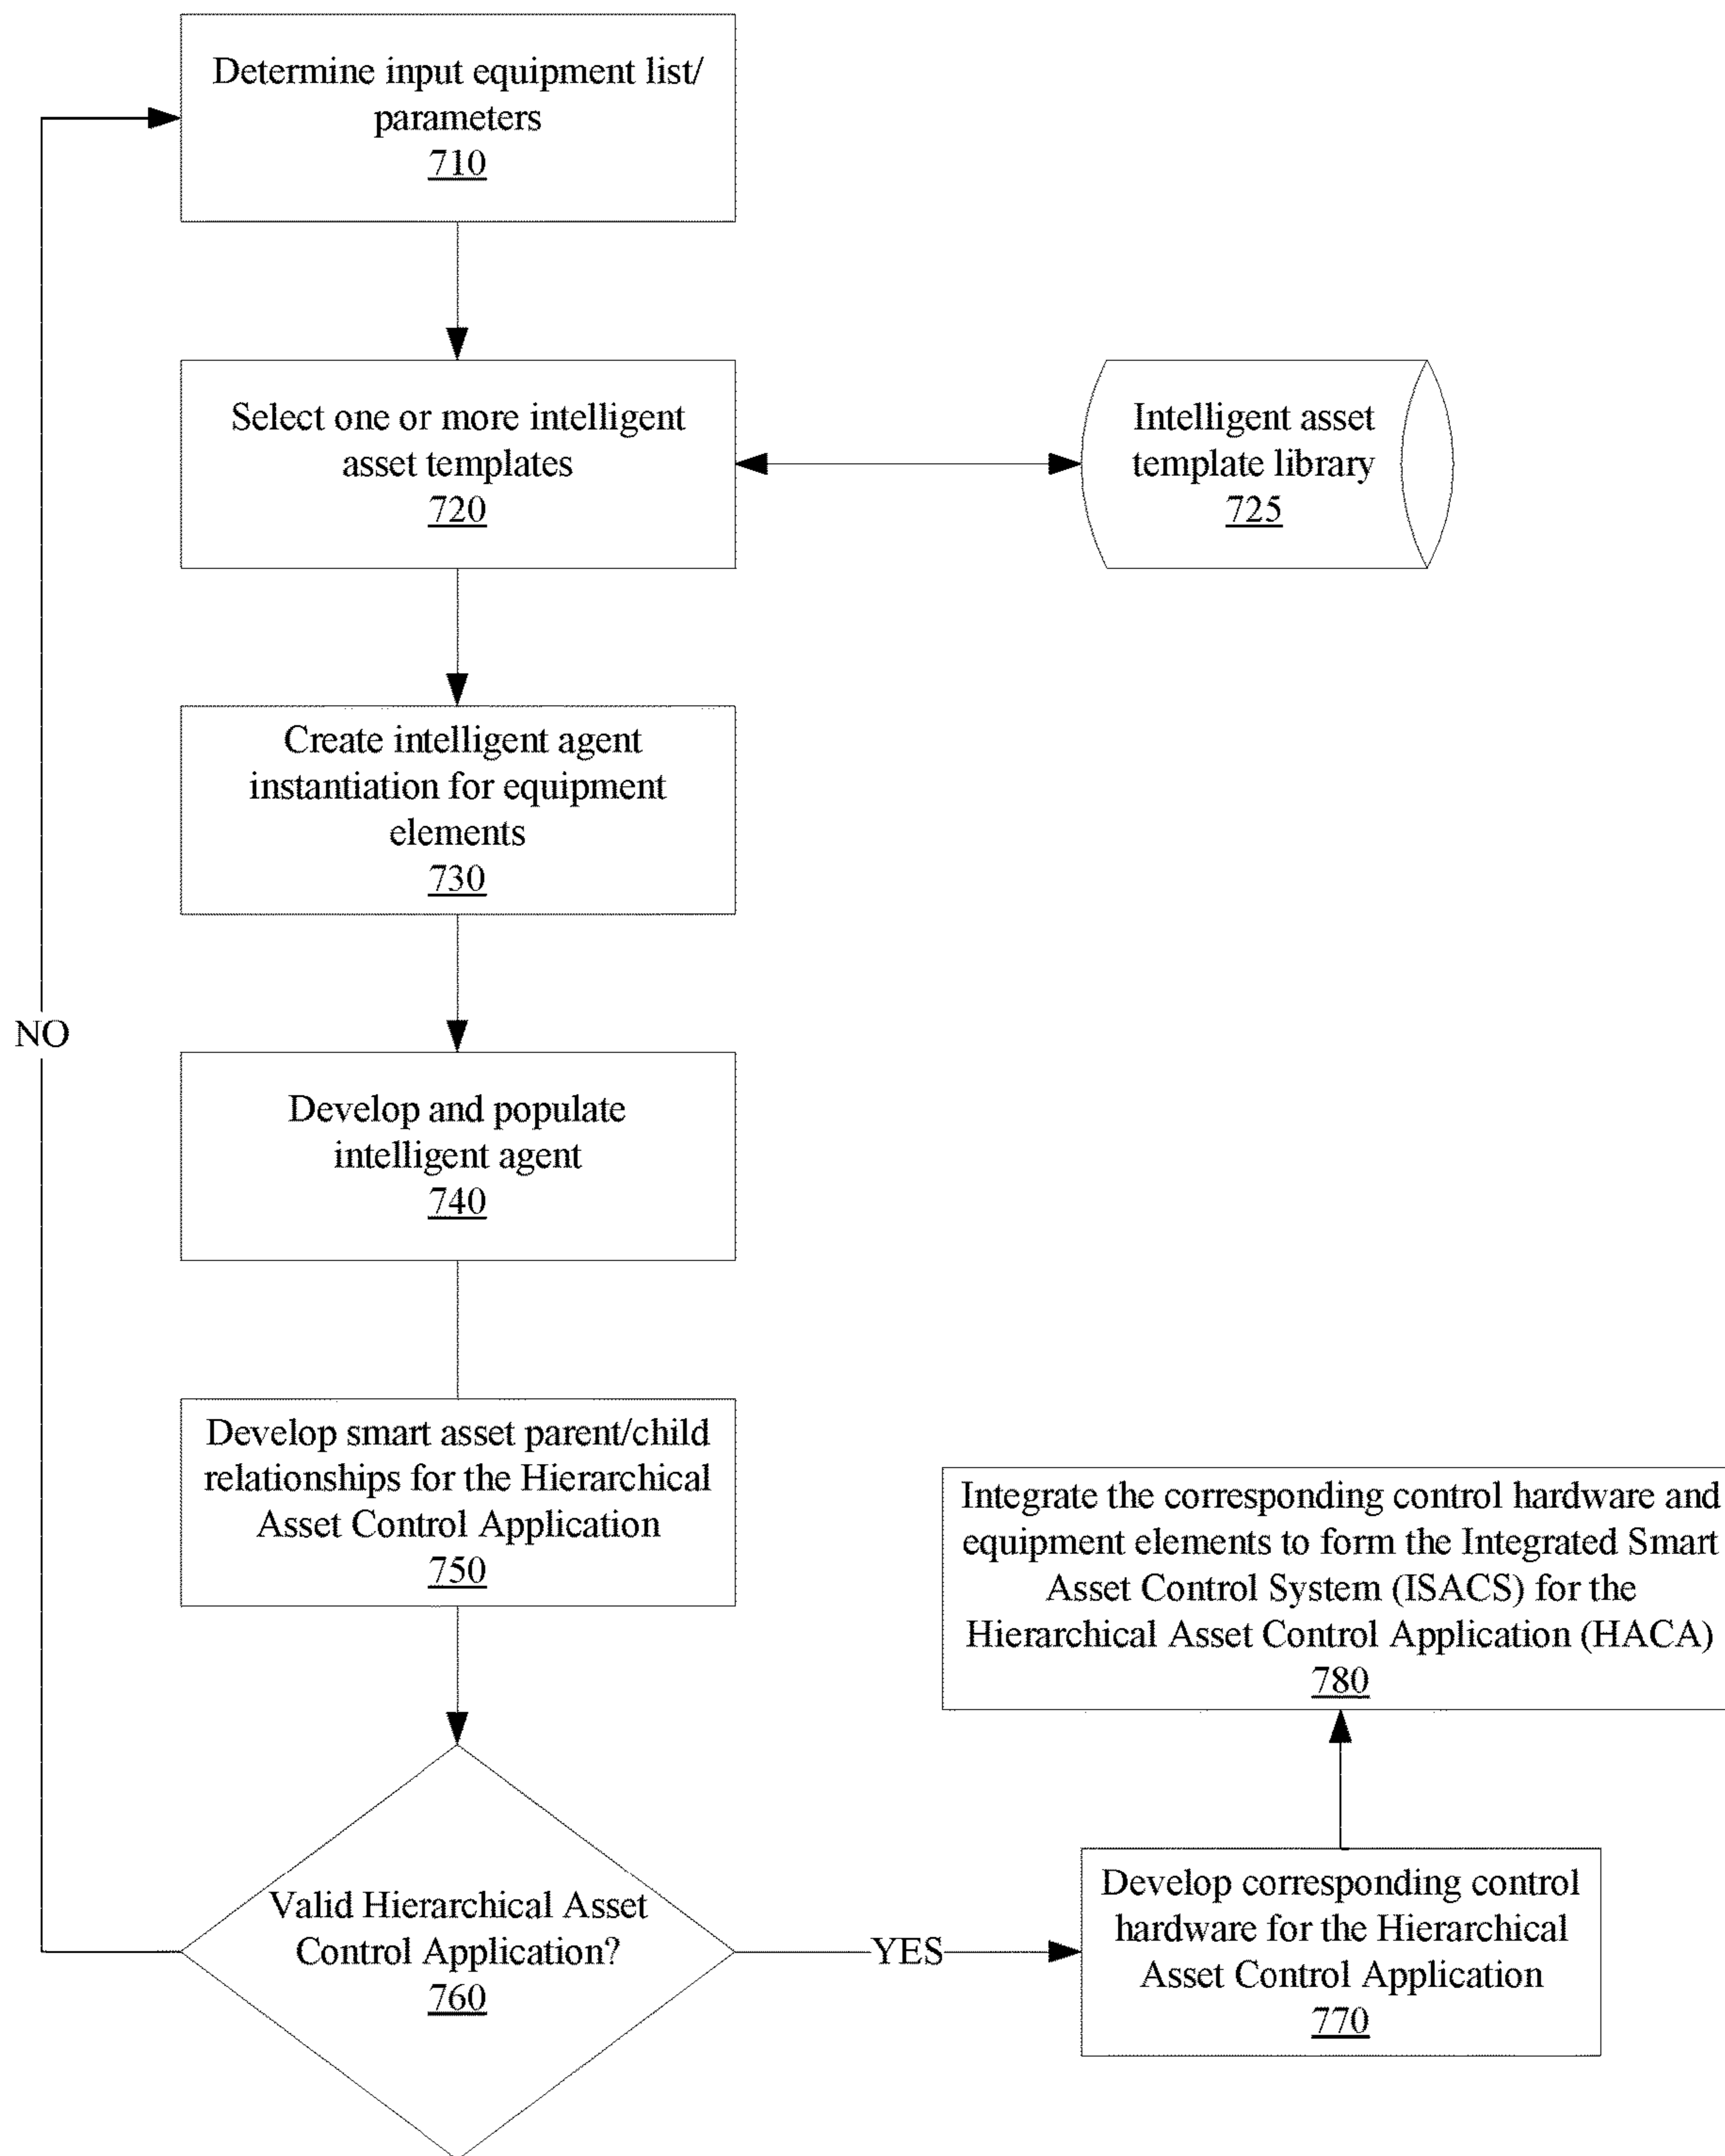 Determine input equipment list/
parameters
710
Select one or more intelligent
asset templates
720
Intelligent asset
template library
725
Create intelligent agent
instantiation for equipment
elements
730
NO
Develop and populate
intelligent agent
740
Develop smart asset parent/child
relationships for the Hierarchical
Asset Control Application
750
Integrate the corresponding control hardware and
equipment elements to form the Integrated Smart
Asset Control System (ISACS) for the
Hierarchical Asset Control Application (HACA)
780
Valid Hierarchical Asset
Control Application?
760
YES
Develop corresponding control
hardware for the Hierarchical
Asset Control Application
770